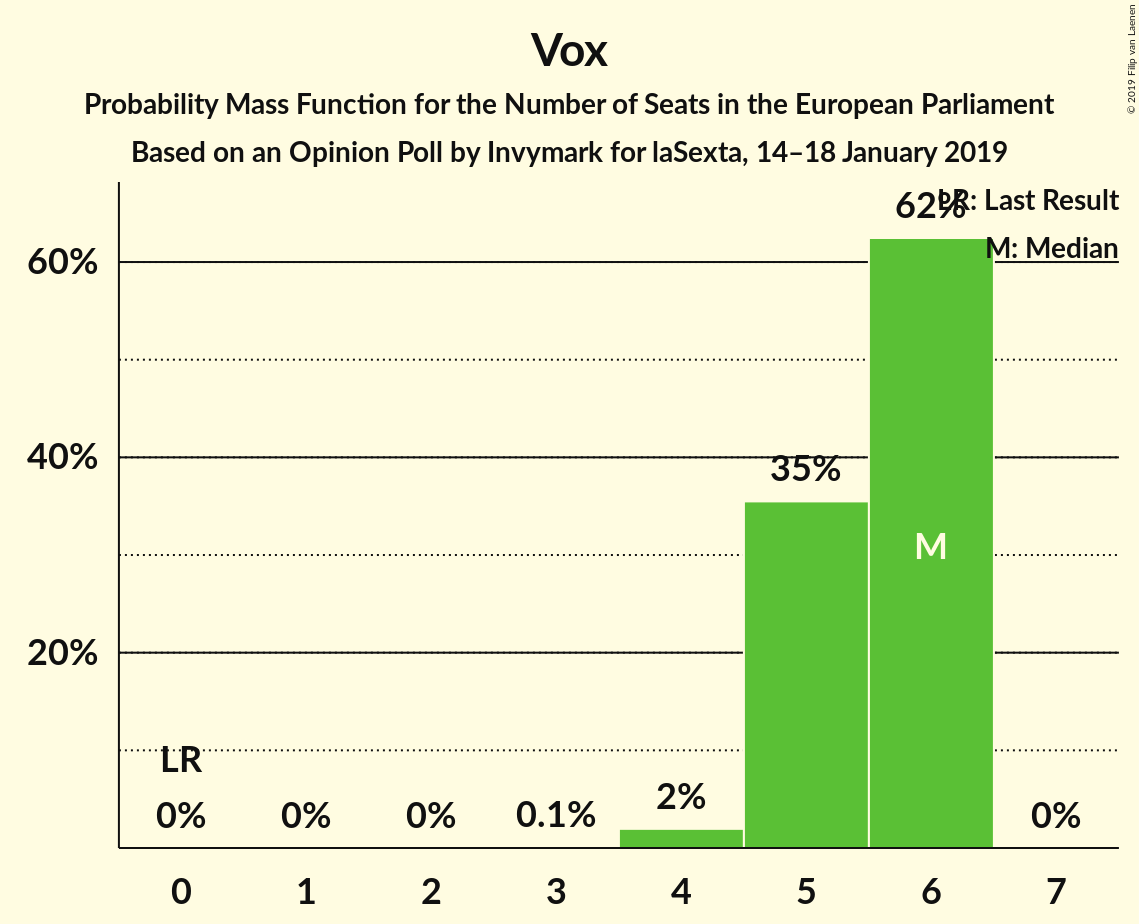 © 2019 Filip van Laenen
Vox
Probability Mass Function for the Number of Seats in the European Parliament
Based on an Opinion Poll by Invymark for laSexta, 14–18 January 2019
LR: Last Result
M: Median
62%
60%
40%
35%
M
20%
LR
2%
0%
0%
0%
0.1%
0%
0 1 2 3 4 5 6 7